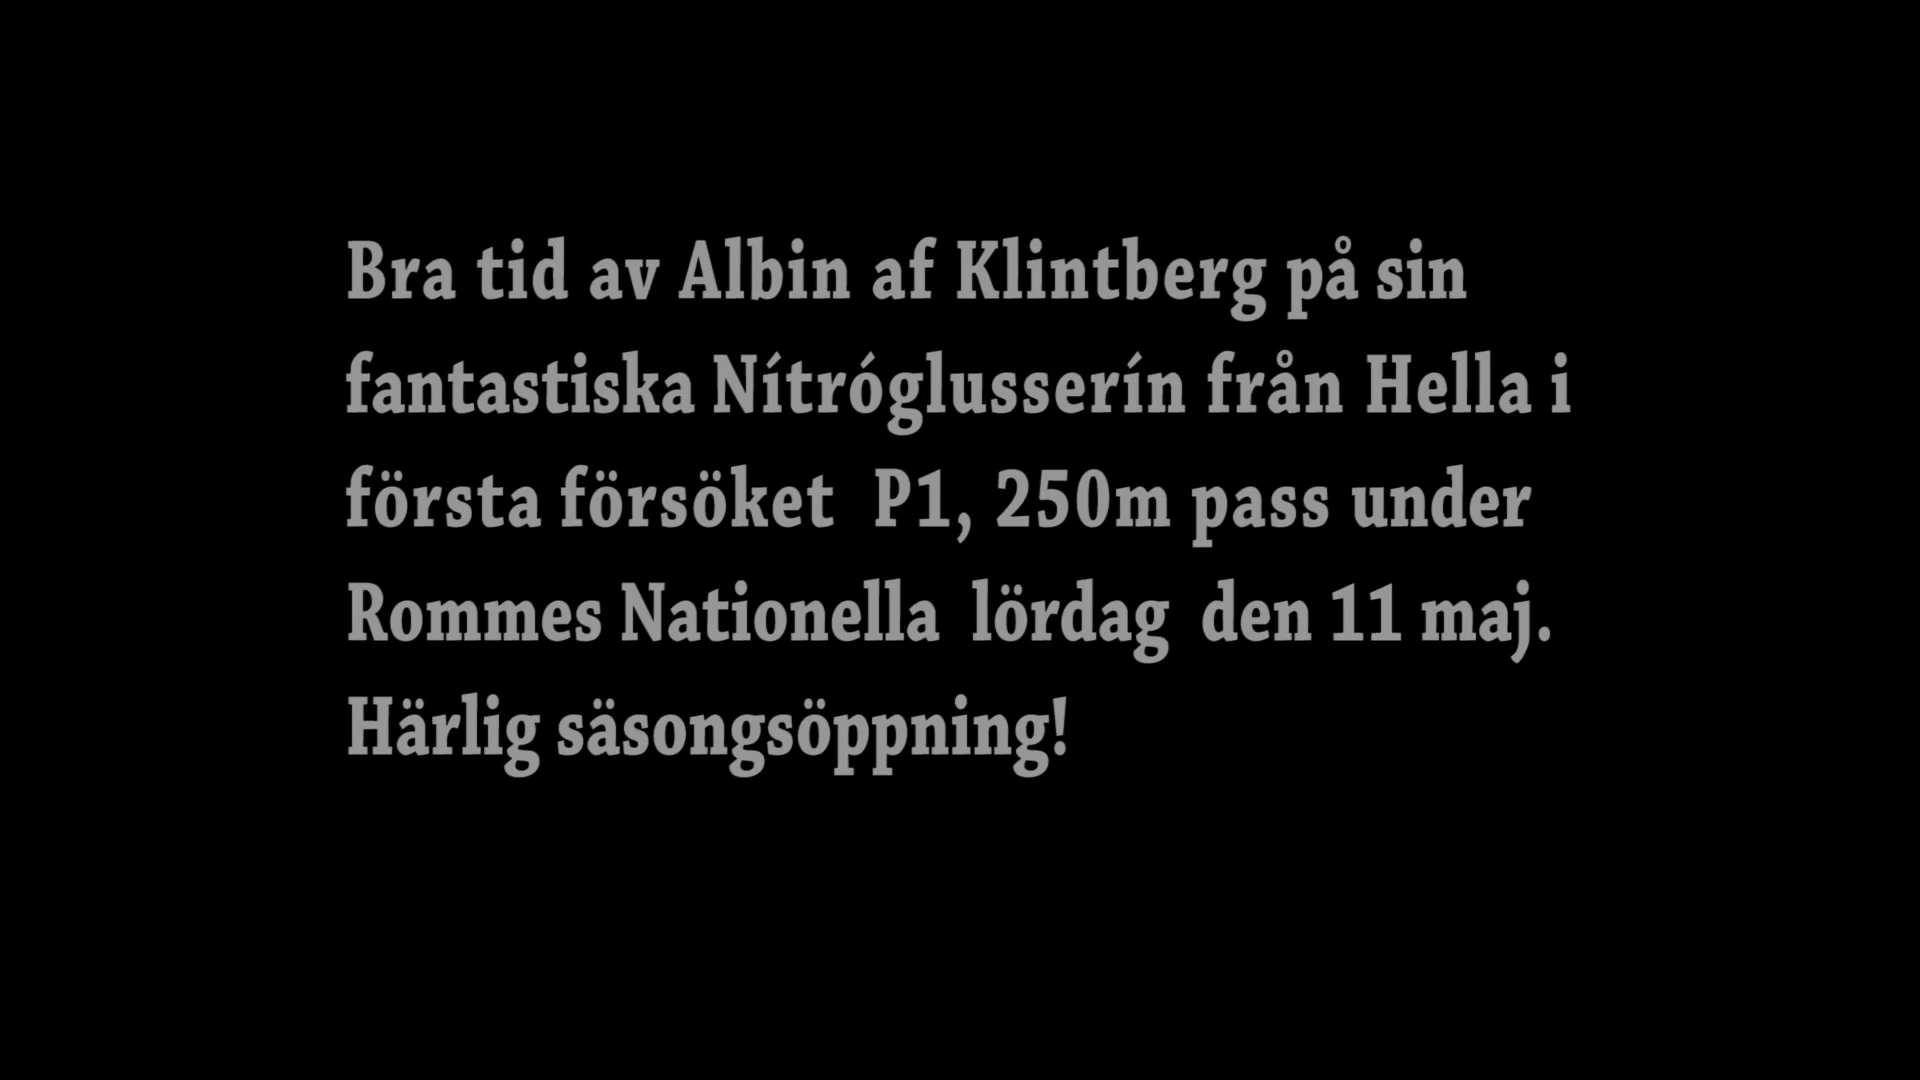 Bra tid av Albin af Klintberg på sin
fantastiska Nítróglusserín från Hella i
första försöket  P1, 250m pass under
Rommes Nationella  lördag  den 11 maj.
Härlig säsongsöppning!